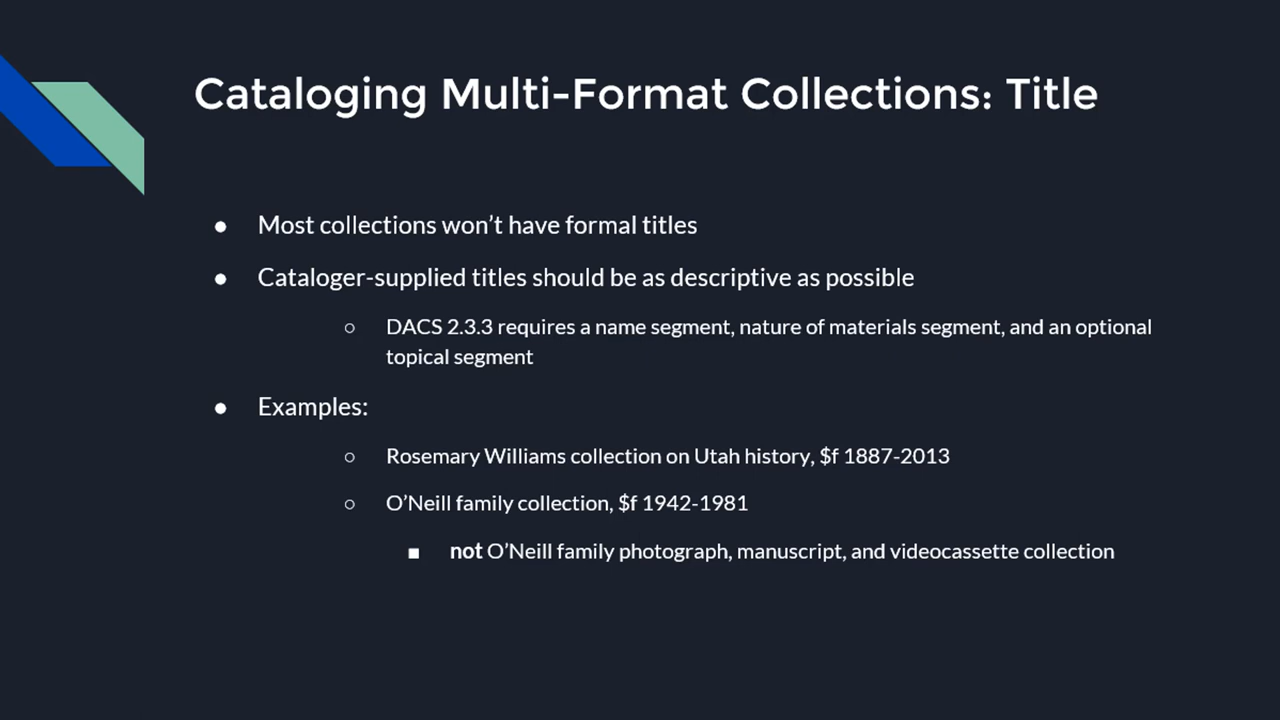 Cataloging Multi-Format Collections: Title
● Most collections won’t have formal titles
● Cataloger-supplied titles should be as descriptive as possible
○ DACS 2.3.3 requires a name segment, nature of materials segment, and an optional
topical segment
● Examples:
○ Rosemary Williams collection on Utah history, $f 1887-2013
○ O’Neill family collection, $f 1942-1981
■ not O’Neill family photograph, manuscript, and videocassette collection